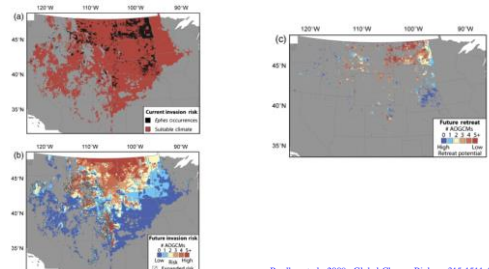 120°W 110°W 100°W 90°W
(a)
45°N
40°N
35°N
Current invasion risk
Ephes occurrences
Suitable climate
120°W 110°W 100°W 90°W
(b)
45°N
40°N
35°N
Future invasion risk
# AOGCMs
0 1 2 3 4 5+
Low Risk High
Expanded risk
120°W 110°W 100°W 90°W
(c)
45°N
40°N
35°N
Future retreat
# AOGCMs
0 1 2 3 4 5+
High Low
Retreat potential